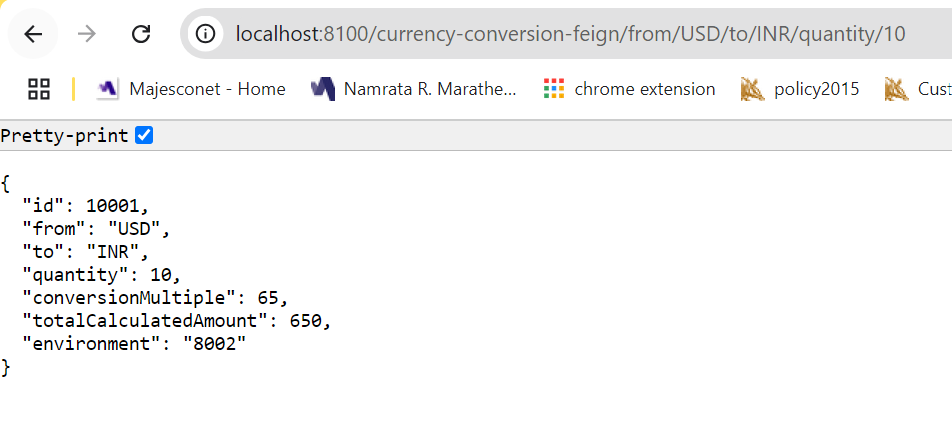 localhost:8100/currency-conversion-feign/from/USD/to/INR/quantity/10
Majesconet - Home Namrata R. Marathe... chrome extension policy2015 Cust
Pretty-print
{
  "id": 10001,
  "from": "USD",
  "to": "INR",
  "quantity": 10,
  "conversionMultiple": 65,
  "totalCalculatedAmount": 650,
  "environment": "8002"
}